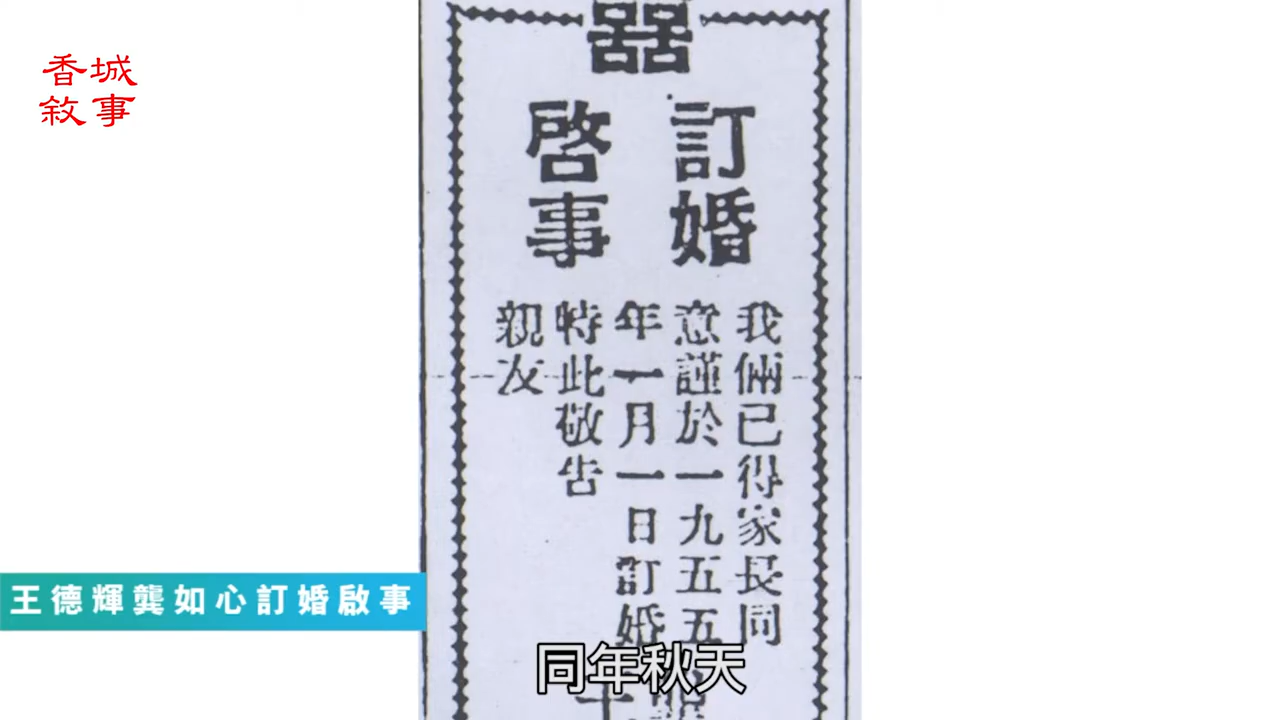 香城
敘事
囍
訂婚
啓事
我倆已得家長同
意謹於一九五五
年一月一日訂婚
特此敬告
親友
王德輝龔如心訂婚啟事
同年秋天